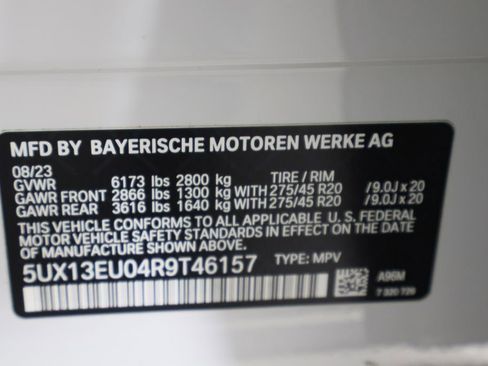 MFD BY BAYERISCHE MOTOREN WERKE AG
08/23
GVWR 6173 lbs 2800 kg TIRE / RIM
GAWR FRONT 2866 lbs 1300 kg WITH 275/45 R20 /9.0J x 20
GAWR REAR 3616 lbs 1640 kg WITH 275/45 R20 /9.0J x 20
THIS VEHICLE CONFORMS TO ALL APPLICABLE U. S. FEDERAL
MOTOR VEHICLE SAFETY STANDARDS IN EFFECT ON THE DATE
OF MANUFACTURE SHOWN ABOVE.
5UX13EU04R9T46157 TYPE: MPV
A96M
7 320 726